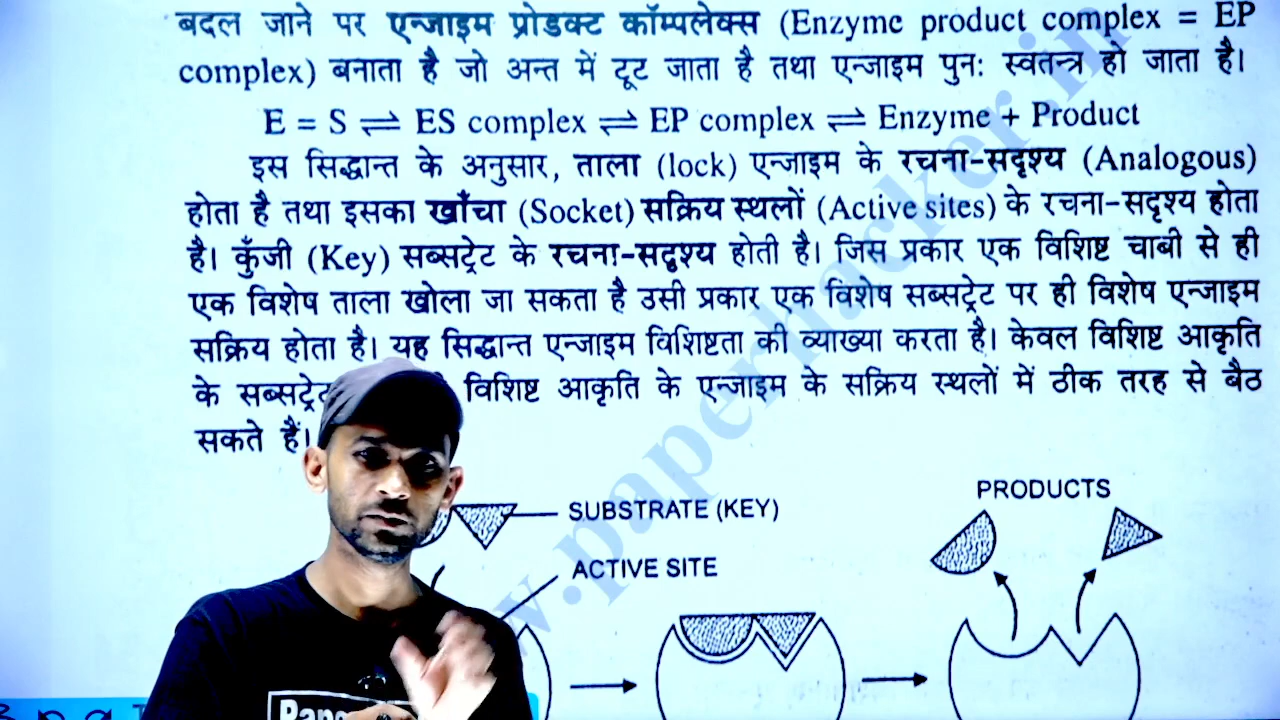 बदल जाने पर एन्जाइम प्रोडक्ट कॉम्पलेक्स (Enzyme product complex = EP
complex) बनाता है जो अन्त में टूट जाता है तथा एन्जाइम पुनः स्वतन्त्र हो जाता है।
E = S ⇌ ES complex ⇌ EP complex ⇌ Enzyme + Product
इस सिद्धान्त के अनुसार, ताला (lock) एन्जाइम के रचना-सदृश्य (Analogous)
होता है तथा इसका खाँचा (Socket) सक्रिय स्थलों (Active sites) के रचना-सदृश्य होता
है। कुँजी (Key) सब्सट्रेट के रचना-सदृश्य होती है। जिस प्रकार एक विशिष्ट चाबी से ही
एक विशेष ताला खोला जा सकता है उसी प्रकार एक विशेष सब्सट्रेट पर ही विशेष एन्जाइम
सक्रिय होता है। यह सिद्धान्त एन्जाइम विशिष्टता की व्याख्या करता है। केवल विशिष्ट आकृति
के विशिष्ट आकृति के एन्जाइम के सक्रिय स्थलों में ठीक तरह से बैठ
सकते हैं।
PRODUCTS
SUBSTRATE (KEY)
ACTIVE SITE
w.paperhacker.in